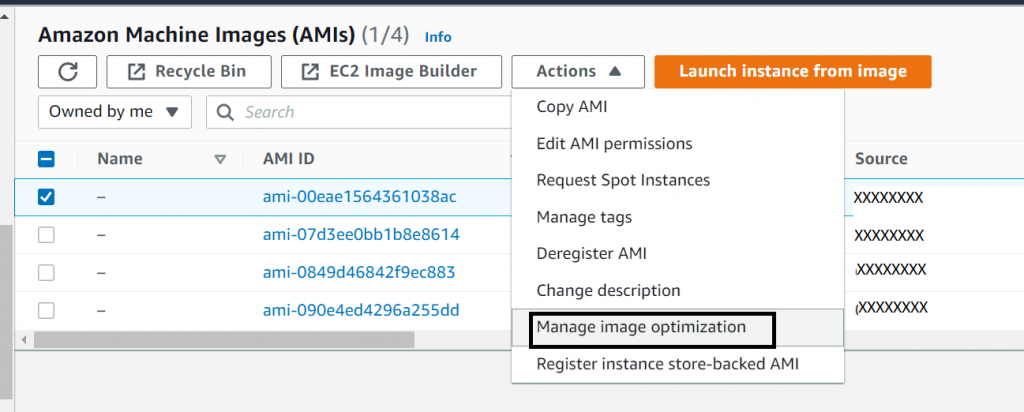 Amazon Machine Images (AMIs) (1/4) Info
Recycle Bin EC2 Image Builder Actions Launch instance from image
Owned by me Search
Copy AMI
Edit AMI permissions
Request Spot Instances
Manage tags
Deregister AMI
Change description
Manage image optimization
Register instance store-backed AMI
Name AMI ID Source
– ami-00eae1564361038ac XXXXXXXX
– ami-07d3ee0bb1b8e8614 XXXXXXXX
– ami-0849d46842f9ec883 XXXXXXXX
– ami-090e4ed4296a255dd XXXXXXXX